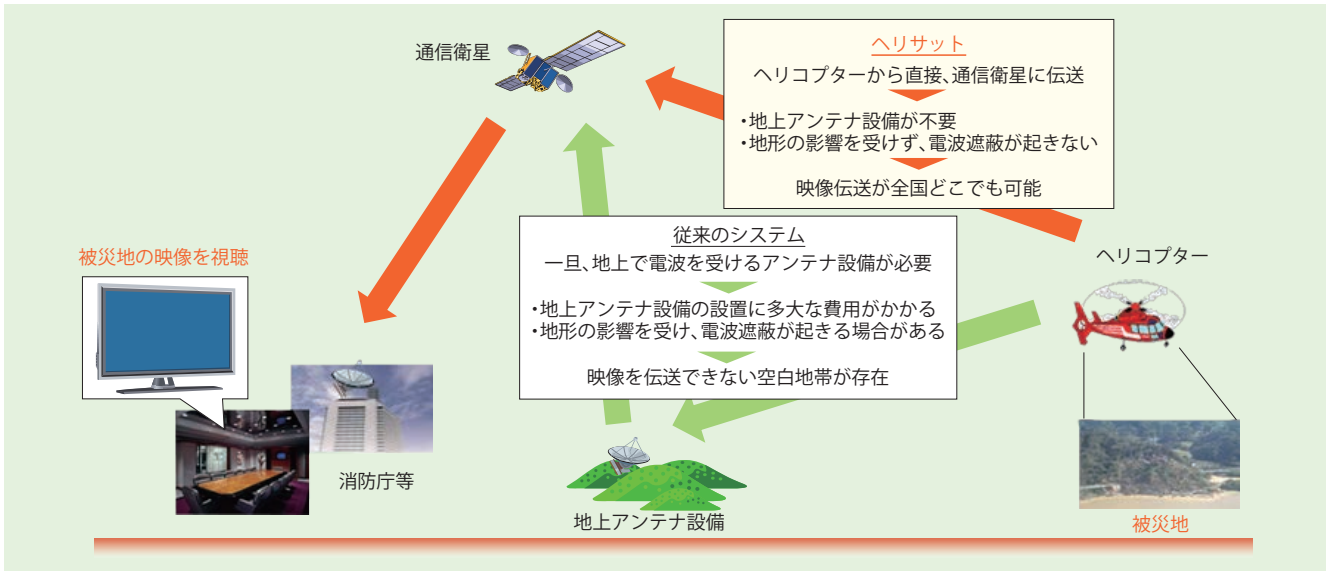 通信衛星
ヘリサット
ヘリコプターから直接、通信衛星に伝送
・地上アンテナ設備が不要
・地形の影響を受けず、電波遮蔽が起きない
映像伝送が全国どこでも可能
従来のシステム
一旦、地上で電波を受けるアンテナ設備が必要
・地上アンテナ設備の設置に多大な費用がかかる
・地形の影響を受け、電波遮蔽が起きる場合がある
映像を伝送できない空白地帯が存在
被災地の映像を視聴
ヘリコプター
消防庁等
地上アンテナ設備
被災地